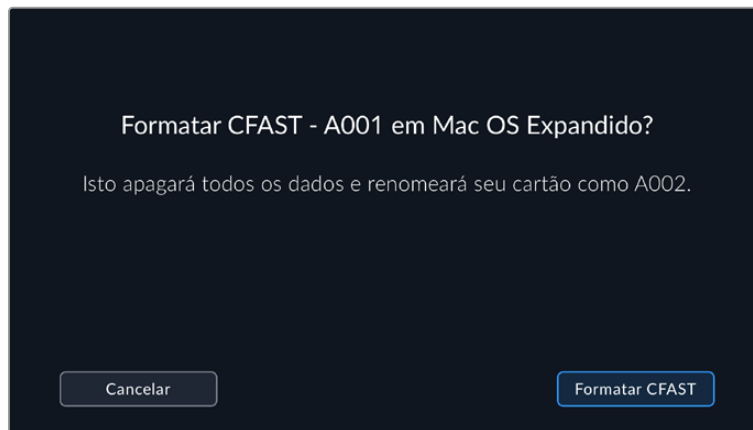 Formatar CFAST - A001 em Mac OS Expandido?
Isto apagará todos os dados e renomeará seu cartão como A002.
Cancelar
Formatar CFAST